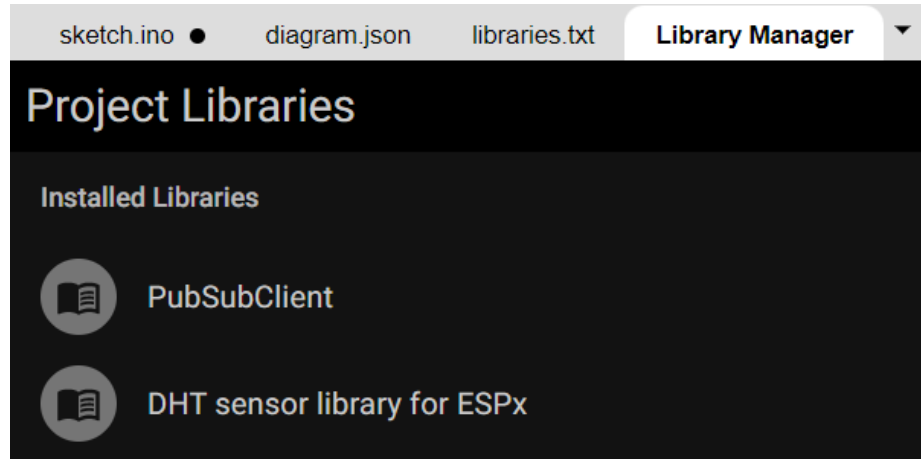 sketch.ino ● diagram.json libraries.txt Library Manager
Project Libraries
Installed Libraries
PubSubClient
DHT sensor library for ESPx